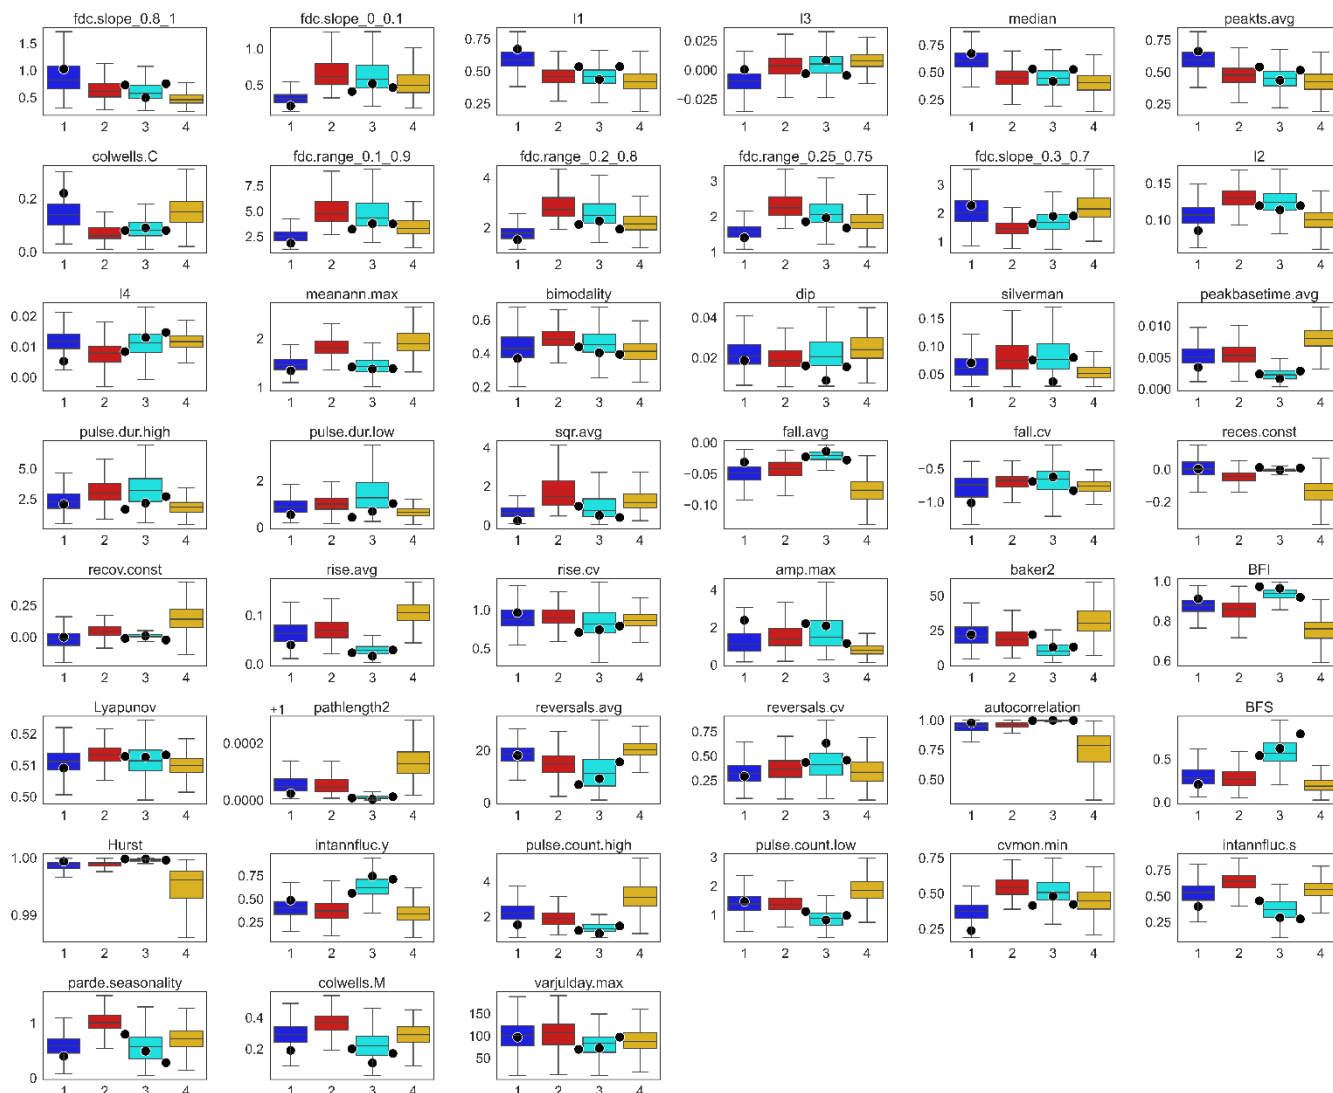 fdc.slope_0.8_1
1.5
1.0
0.5
1 2 3 4
fdc.slope_0_0.1
1.0
0.5
1 2 3 4
l1
0.75
0.50
0.25
1 2 3 4
l3
0.025
0.000
−0.025
1 2 3 4
median
0.75
0.50
0.25
1 2 3 4
peakts.avg
0.75
0.50
0.25
1 2 3 4
colwells.C
0.2
0.0
1 2 3 4
fdc.range_0.1_0.9
7.5
5.0
2.5
1 2 3 4
fdc.range_0.2_0.8
4
2
1 2 3 4
fdc.range_0.25_0.75
3
2
1
1 2 3 4
fdc.slope_0.3_0.7
3
2
1
1 2 3 4
l2
0.15
0.10
1 2 3 4
l4
0.02
0.01
0.00
1 2 3 4
meanann.max
2
1
1 2 3 4
bimodality
0.6
0.4
0.2
1 2 3 4
dip
0.04
0.02
1 2 3 4
silverman
0.15
0.10
0.05
1 2 3 4
peakbasetime.avg
0.010
0.005
0.000
1 2 3 4
pulse.dur.high
5.0
2.5
1 2 3 4
pulse.dur.low
2
0
1 2 3 4
sqr.avg
4
2
0
1 2 3 4
fall.avg
0.00
−0.05
−0.10
1 2 3 4
fall.cv
−0.5
−1.0
1 2 3 4
reces.const
0.0
−0.2
1 2 3 4
recov.const
0.25
0.00
1 2 3 4
rise.avg
0.1
0.0
1 2 3 4
rise.cv
1.0
0.5
1 2 3 4
amp.max
4
2
0
1 2 3 4
baker2
50
25
0
1 2 3 4
BFI
1.0
0.8
0.6
1 2 3 4
Lyapunov
0.52
0.51
0.50
1 2 3 4
+1
pathlength2
0.0002
0.0000
1 2 3 4
reversals.avg
20
0
1 2 3 4
reversals.cv
0.75
0.50
0.25
1 2 3 4
autocorrelation
1.00
0.75
0.50
1 2 3 4
BFS
0.5
0.0
1 2 3 4
Hurst
1.00
0.99
1 2 3 4
intannfluc.y
0.75
0.50
0.25
1 2 3 4
pulse.count.high
4
2
1 2 3 4
pulse.count.low
3
2
1
1 2 3 4
cvmon.min
0.75
0.50
0.25
1 2 3 4
intannfluc.s
0.75
0.50
0.25
1 2 3 4
parde.seasonality
1
0
1 2 3 4
colwells.M
0.4
0.2
1 2 3 4
varjulday.max
150
100
50
1 2 3 4